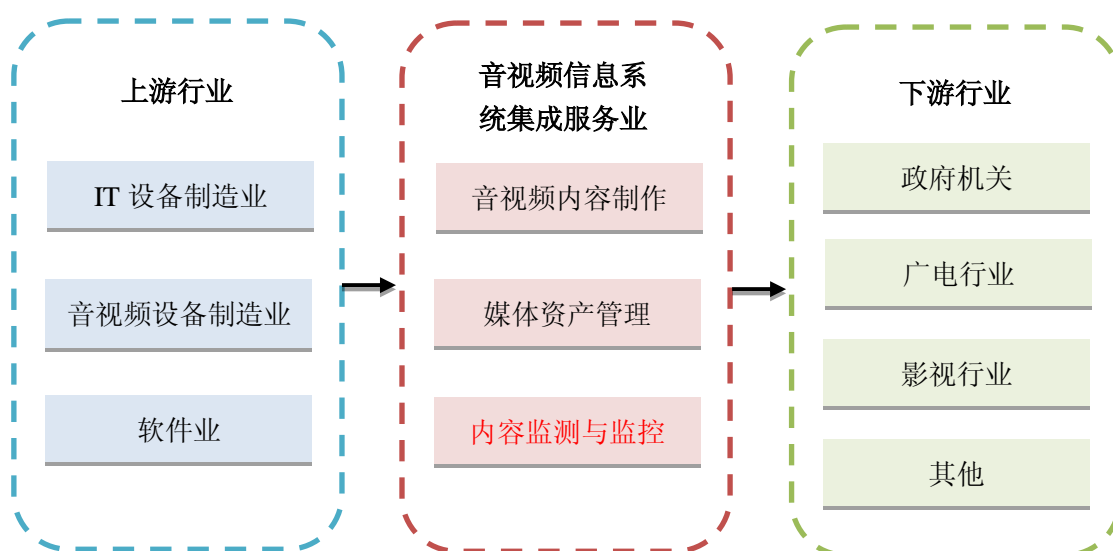 上游行业
IT 设备制造业
音视频设备制造业
软件业
音视频信息系
统集成服务业
音视频内容制作
媒体资产管理
内容监测与监控
下游行业
政府机关
广电行业
影视行业
其他